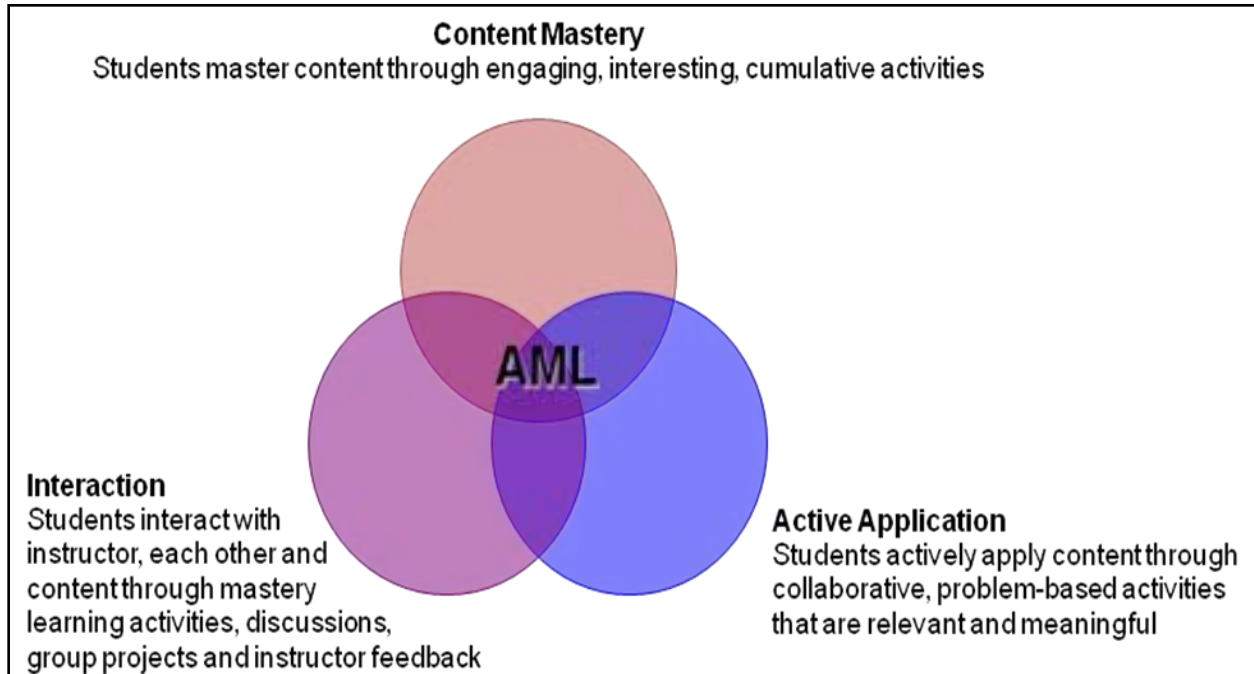 Content Mastery
Students master content through engaging, interesting, cumulative activities
AML
Interaction
Students interact with
instructor, each other and
content through mastery
learning activities, discussions,
group projects and instructor feedback
Active Application
Students actively apply content through
collaborative, problem-based activities
that are relevant and meaningful